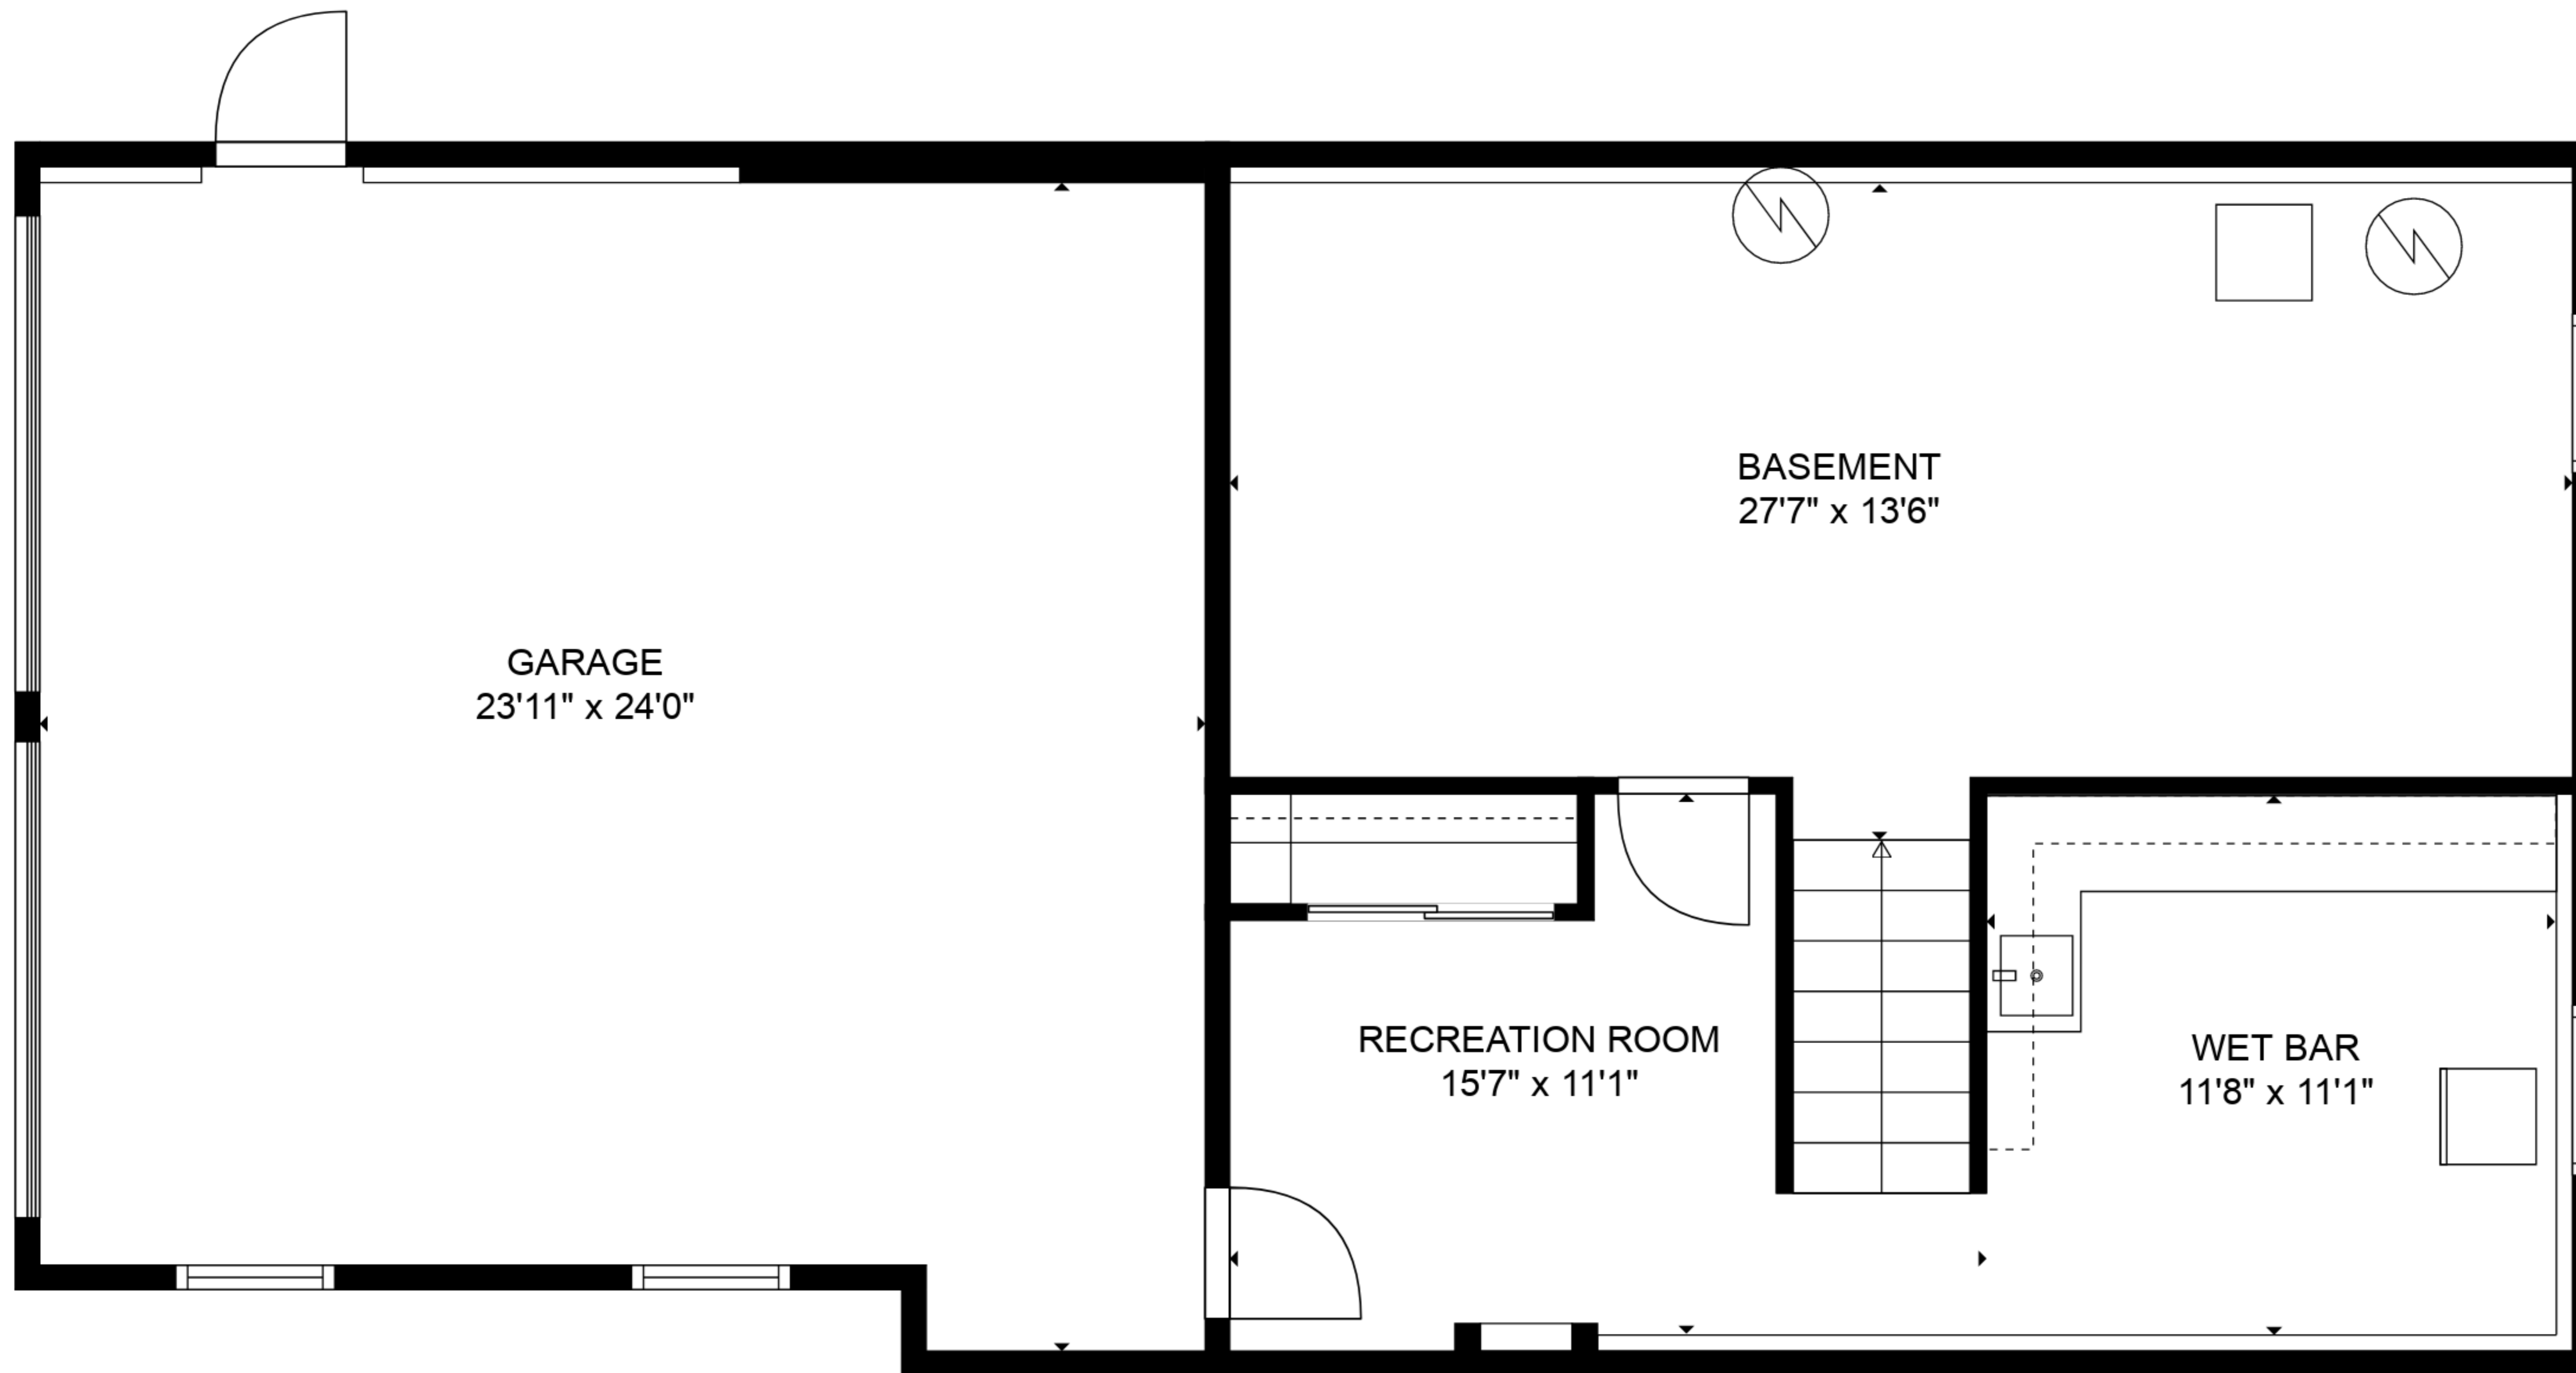 BASEMENT
27'7" x 13'6"
GARAGE
23'11" x 24'0"
RECREATION ROOM
15'7" x 11'1"
WET BAR
11'8" x 11'1"